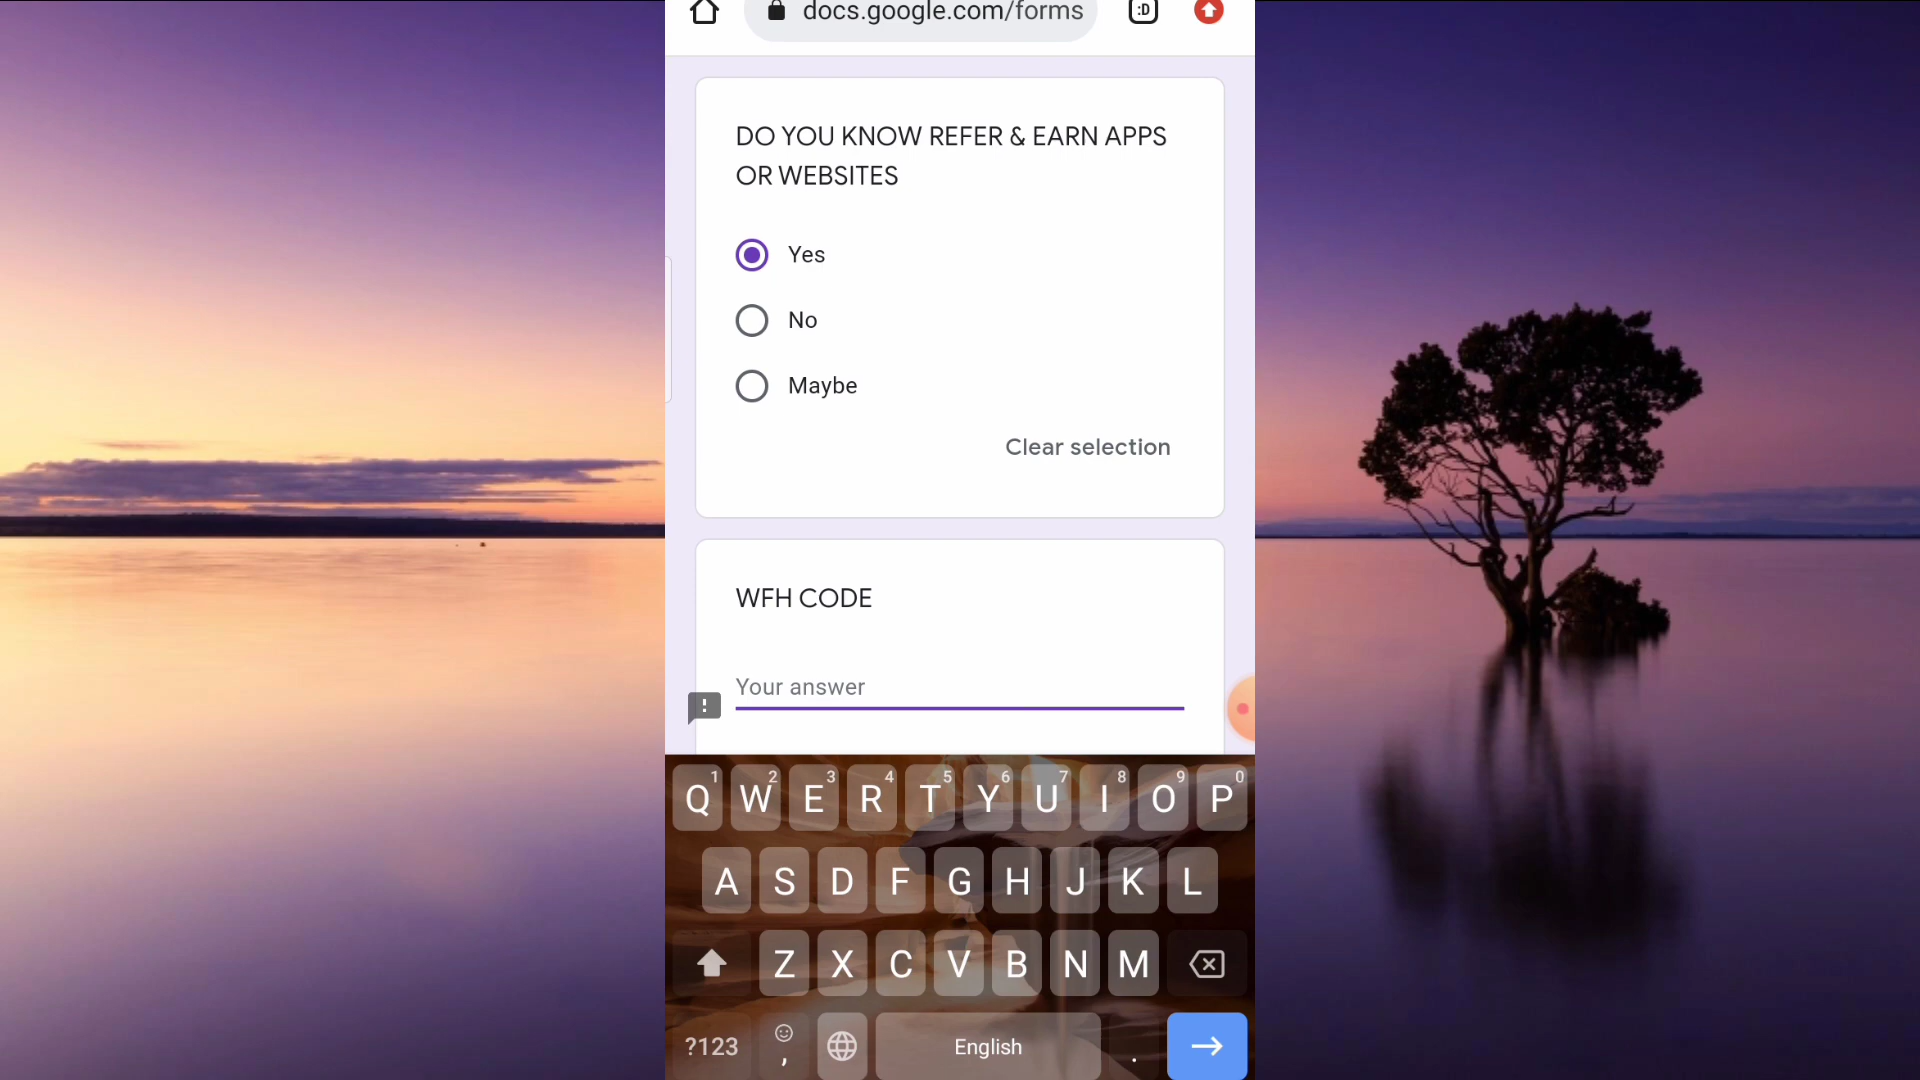 docs.google.com/forms
:D
DO YOU KNOW REFER & EARN APPS
OR WEBSITES
Yes
No
Maybe
Clear selection
WFH CODE
Your answer
!
1 2 3 4 5 6 7 8 9 0
Q W E R T Y U I O P
A S D F G H J K L
Z X C V B N M
?123 , English .